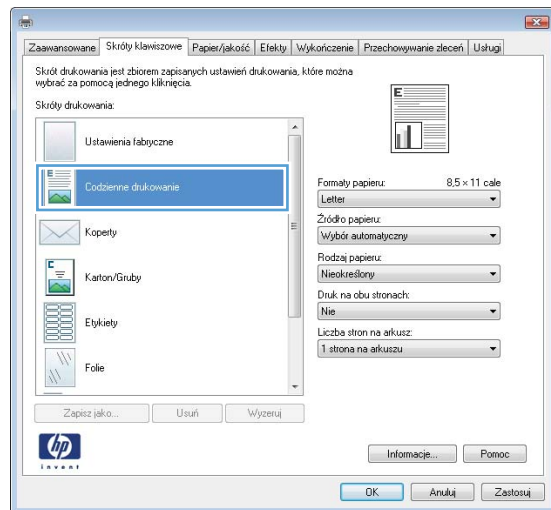 Zaawansowane Skróty klawiszowe Papier/jakość Efekty Wykończenie Przechowywanie zleceń Usługi
Skrót drukowania jest zbiorem zapisanych ustawień drukowania, które można
wybrać za pomocą jednego kliknięcia.
Skróty drukowania:
Ustawienia fabryczne
E
Codzienne drukowanie
Koperty
E
Karton/Gruby
Etykiety
Folie
Zapisz jako... Usuń Wyzeruj
E
Formaty papieru: 8,5 × 11 cale
Letter
Źródło papieru:
Wybór automatyczny
Rodzaj papieru:
Nieokreślony
Druk na obu stronach:
Nie
Liczba stron na arkusz:
1 strona na arkuszu
hp
invent
Informacje... Pomoc
OK Anuluj Zastosuj